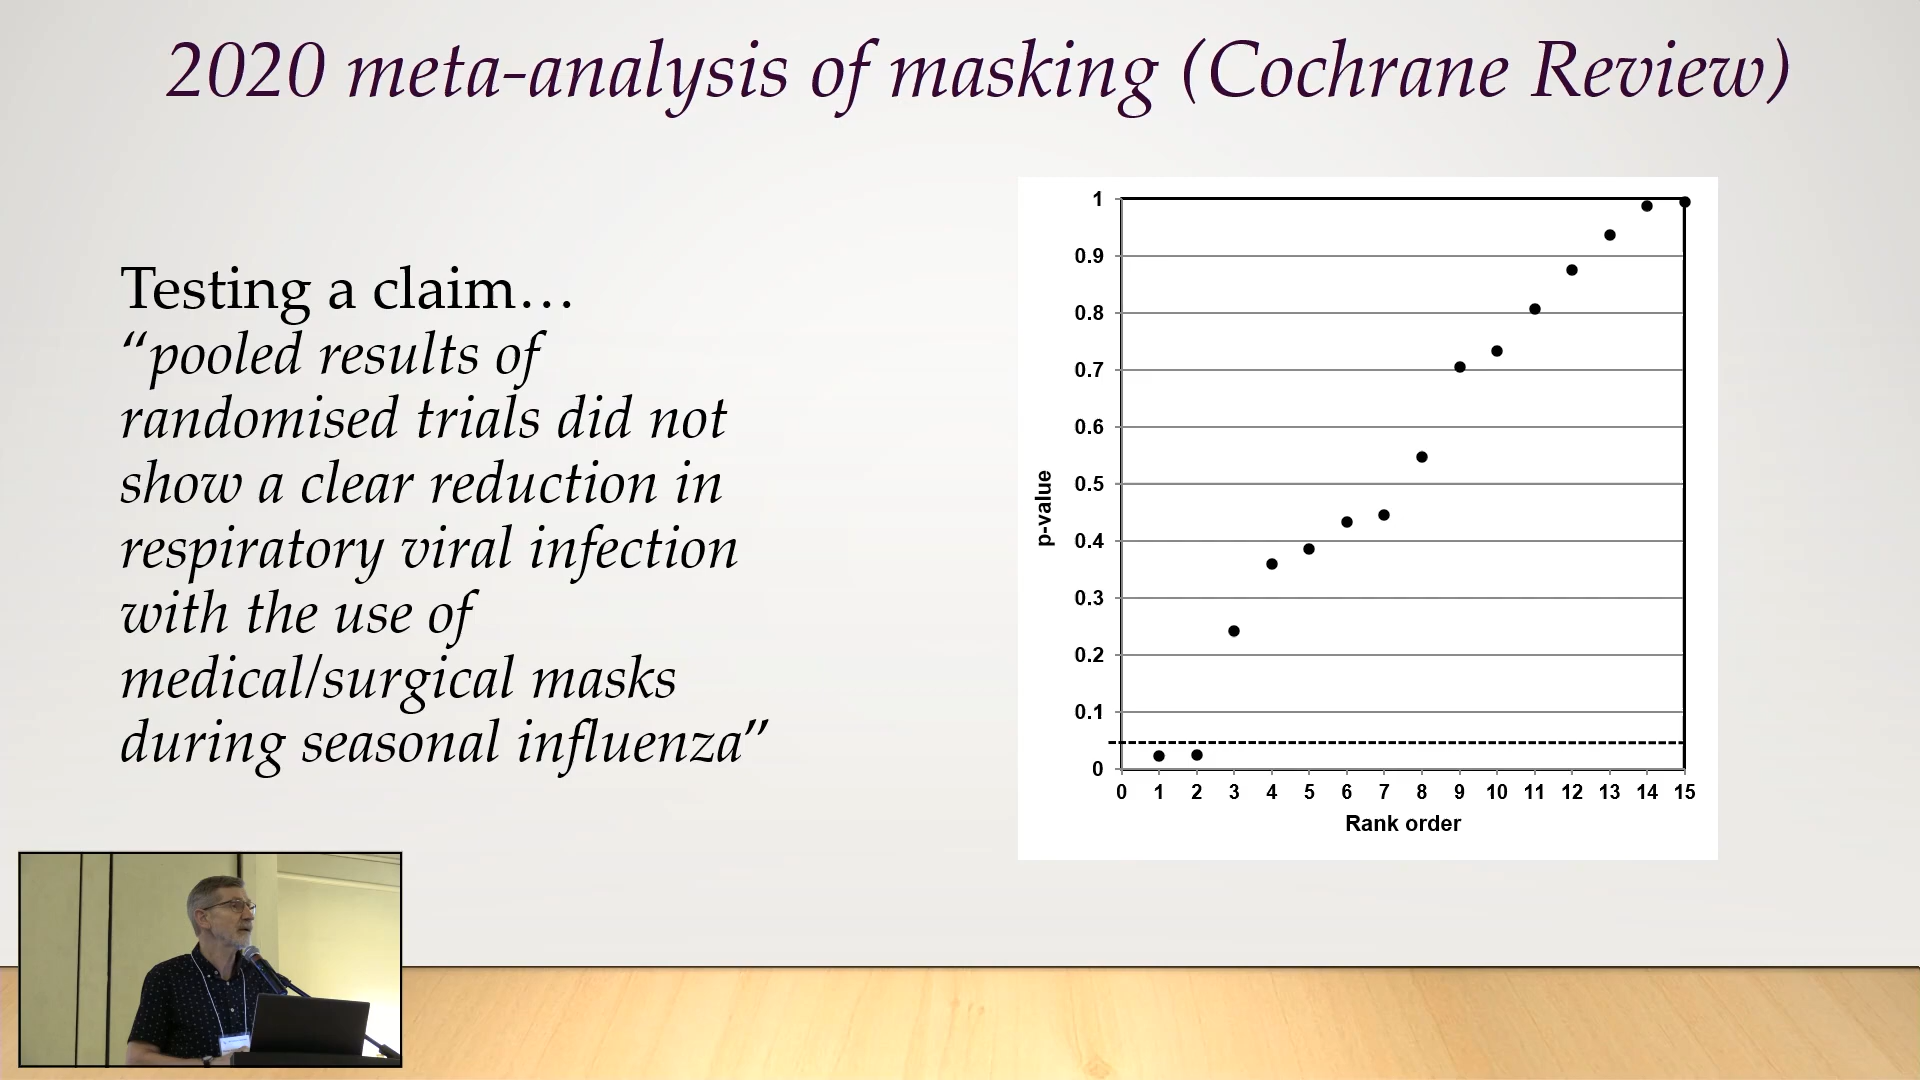 2020 meta-analysis of masking (Cochrane Review)
Testing a claim…
“pooled results of
randomised trials did not
show a clear reduction in
respiratory viral infection
with the use of
medical/surgical masks
during seasonal influenza”
1
0.9
0.8
0.7
0.6
0.5
0.4
0.3
0.2
0.1
0
p-value
0 1 2 3 4 5 6 7 8 9 10 11 12 13 14 15
Rank order